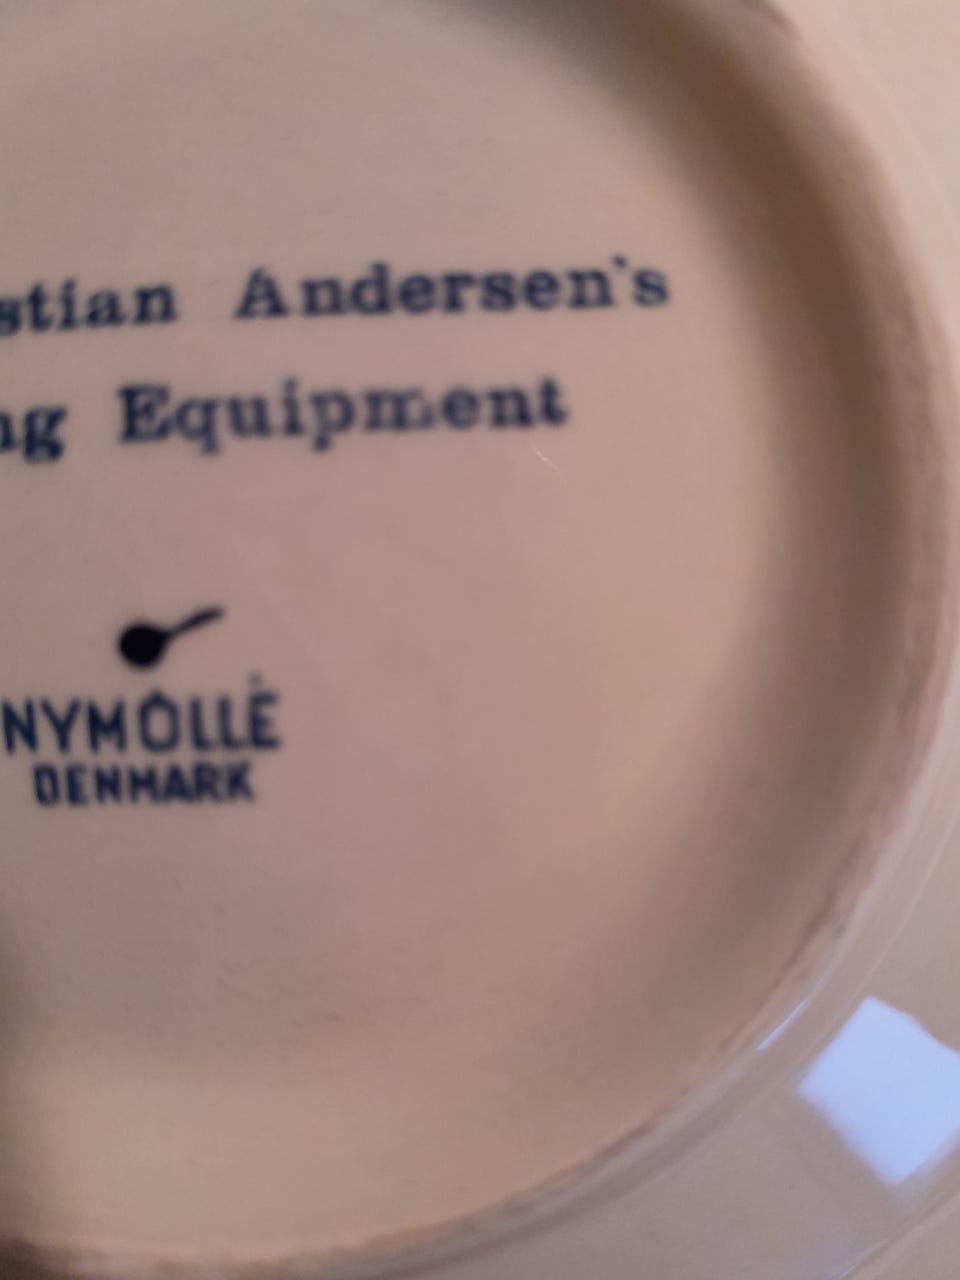 stian Andersen's
ng Equipment
NYMÖLLE
DENMARK